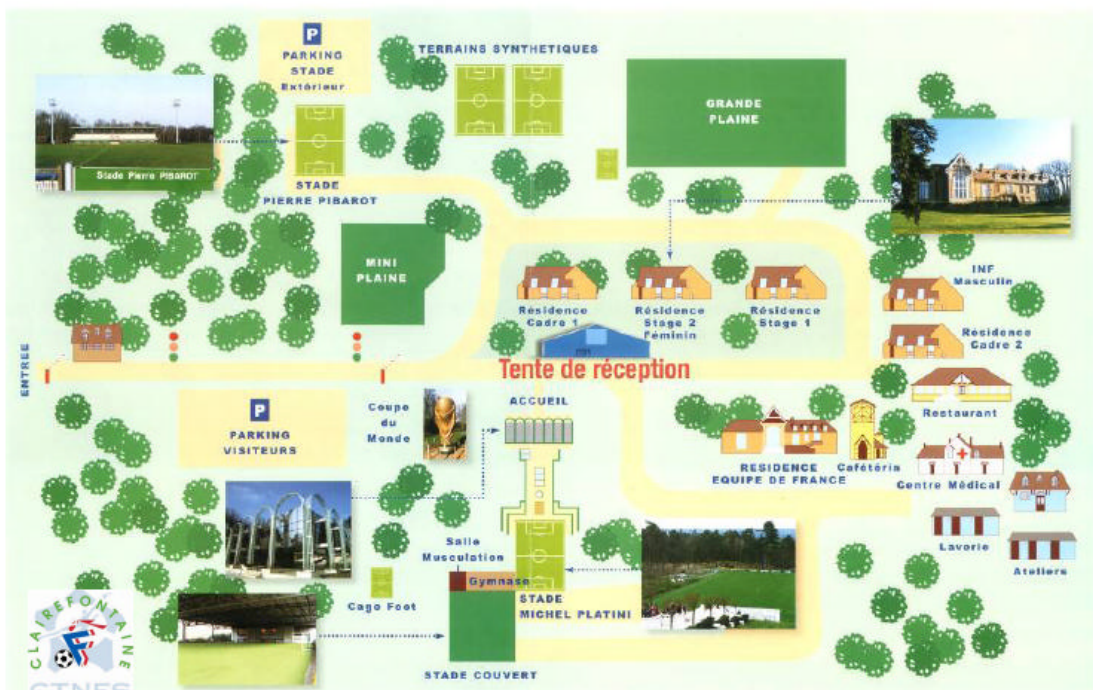 P
PARKING
STADE
Extérieur
TERRAINS SYNTHETIQUES
GRANDE
PLAINE
Stade Pierre PIBAROT
STADE
PIERRE PIBAROT
MINI
PLAINE
INF
Masculin
Résidence
Cadre 1
Résidence
Stage 2
Féminin
Résidence
Stage 1
Résidence
Cadre 2
ENTREE
Tente de réception
Restaurant
P
PARKING
VISITEURS
Coupe
du
Monde
ACCUEIL
RESIDENCE
EQUIPE DE FRANCE
Cafétéria
Centre Médical
Lavorie
Ateliers
Salle
Musculation
Gymnase
Cago Foot
STADE
MICHEL PLATINI
STADE COUVERT
CLAIREFONTAINE
F
CTNFS